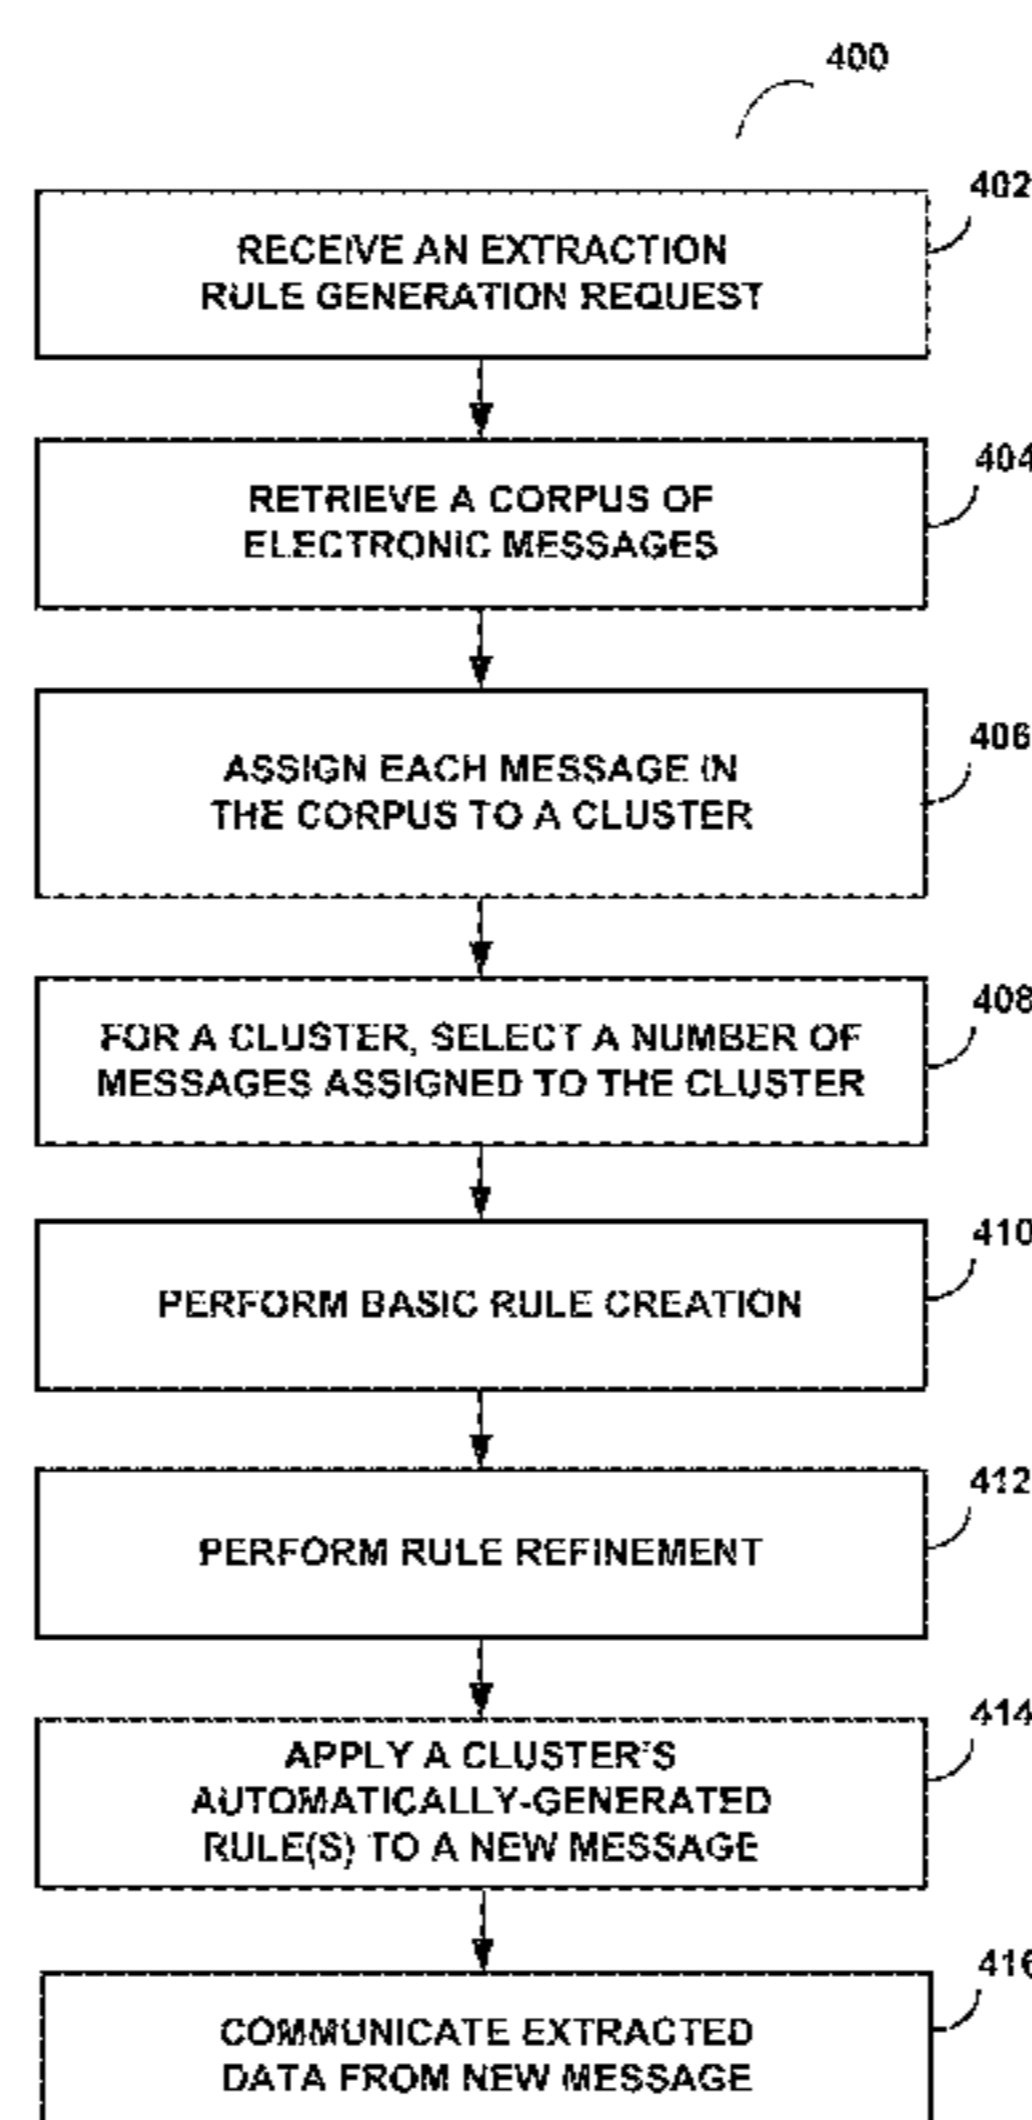 400
402
RECEIVE AN EXTRACTION
RULE GENERATION REQUEST
404
RETRIEVE A CORPUS OF
ELECTRONIC MESSAGES
406
ASSIGN EACH MESSAGE IN
THE CORPUS TO A CLUSTER
408
FOR A CLUSTER, SELECT A NUMBER OF
MESSAGES ASSIGNED TO THE CLUSTER
410
PERFORM BASIC RULE CREATION
412
PERFORM RULE REFINEMENT
414
APPLY A CLUSTER'S
AUTOMATICALLY-GENERATED
RULE(S) TO A NEW MESSAGE
416
COMMUNICATE EXTRACTED
DATA FROM NEW MESSAGE